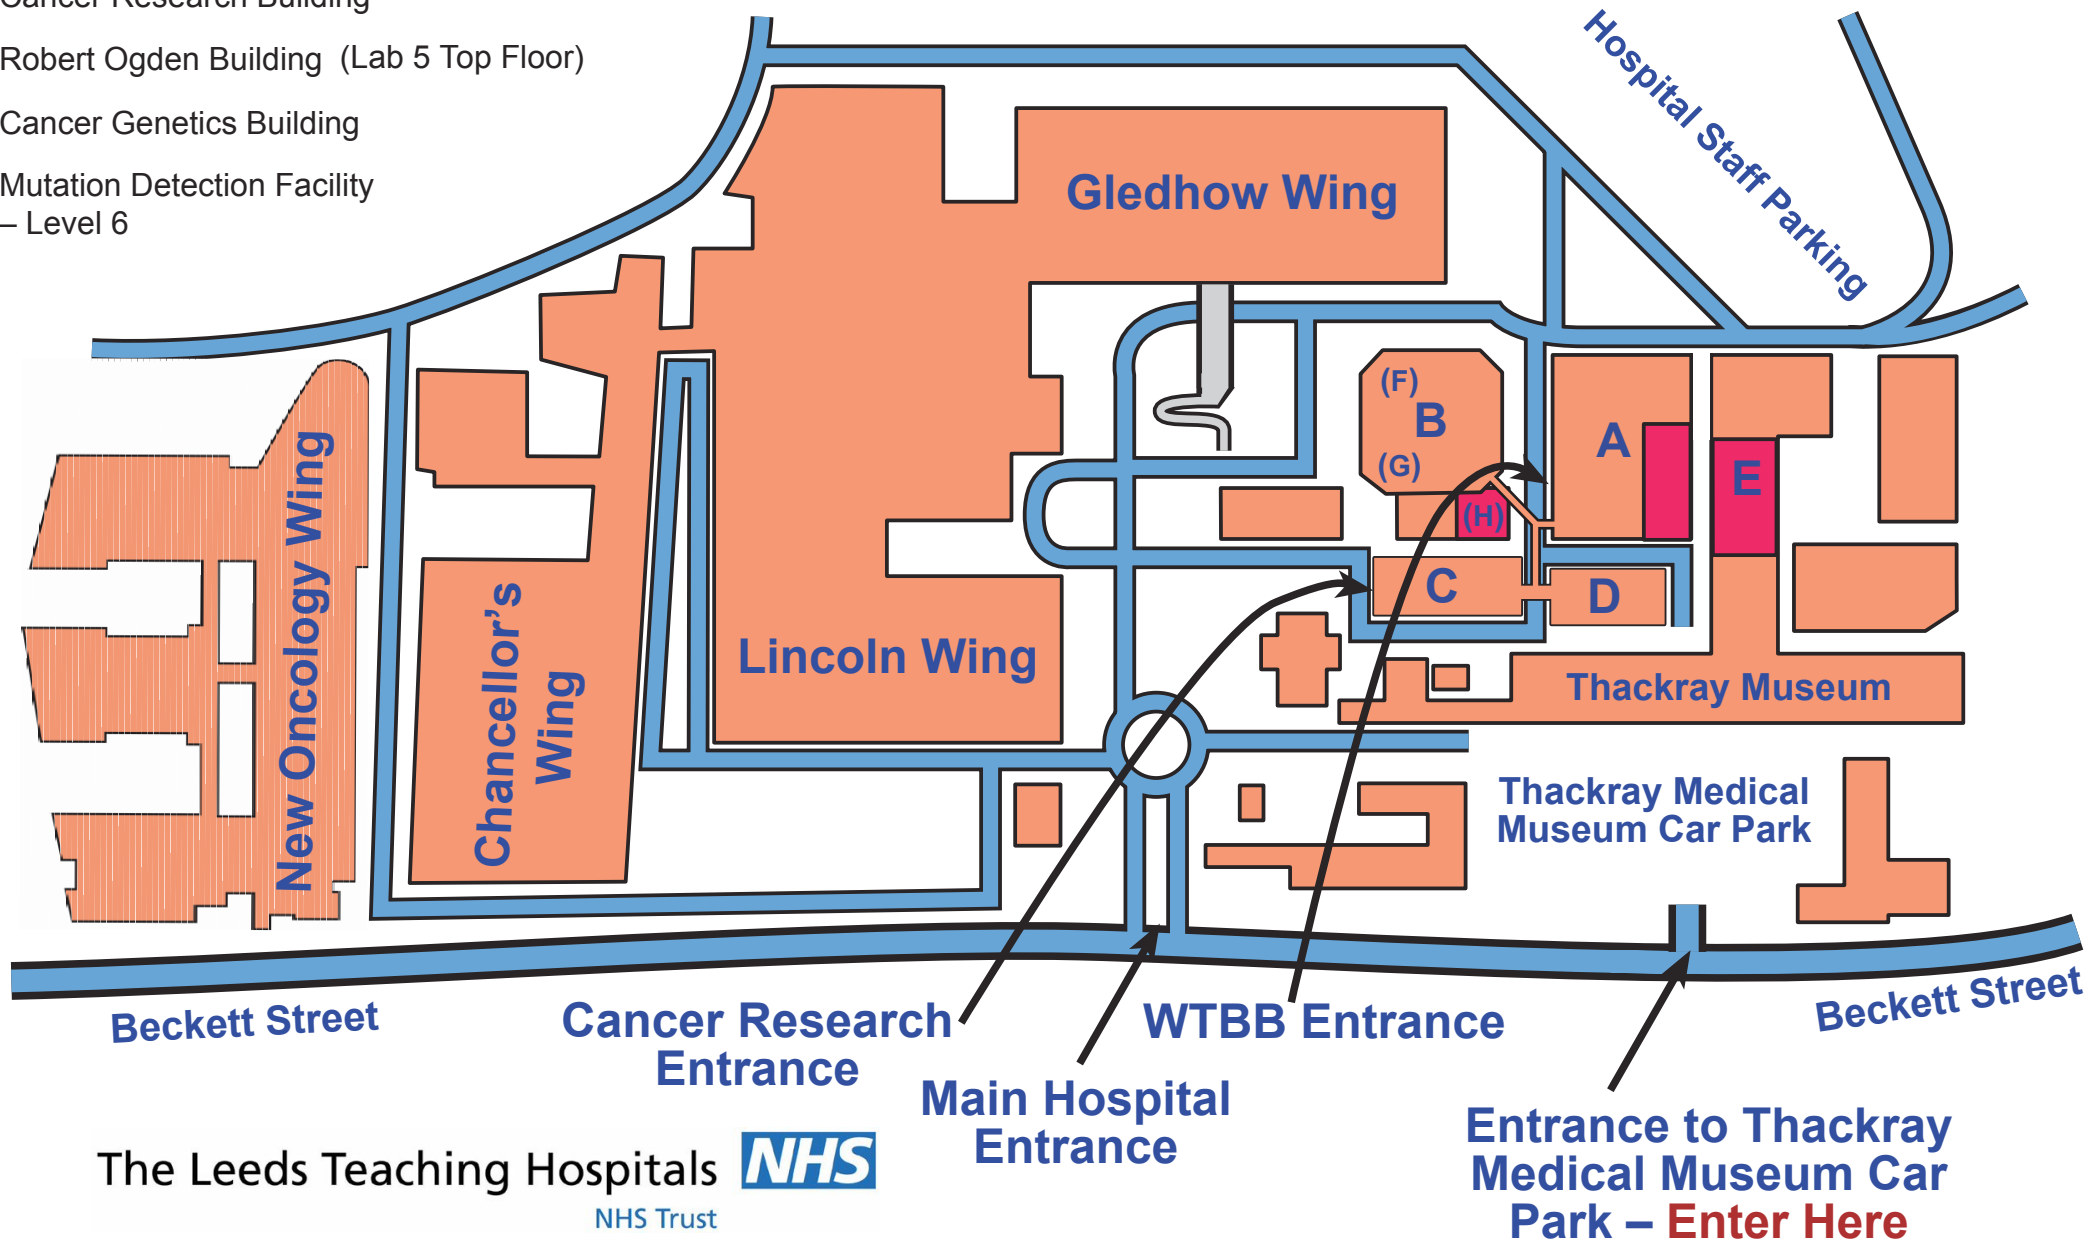 Cancer Research Building
Robert Ogden Building (Lab 5 Top Floor)
Cancer Genetics Building
Mutation Detection Facility
– Level 6
Hospital Staff Parking
Gledhow Wing
(F)
B
(G)
(H)
A
E
C
D
New Oncology Wing
Chancellor's
Wing
Lincoln Wing
Thackray Museum
Thackray Medical
Museum Car Park
Beckett Street
Beckett Street
Cancer Research
Entrance
WTBB Entrance
Main Hospital
Entrance
Entrance to Thackray
Medical Museum Car
Park – Enter Here
The Leeds Teaching Hospitals NHS
NHS Trust